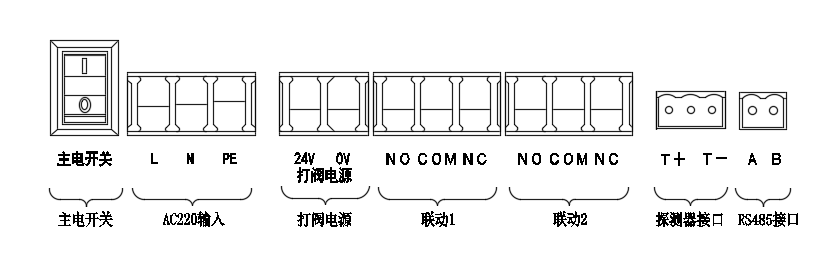 主电开关 L N PE 24V 0V NO COM NC NO COM NC T+ T- A B
打阀电源
主电开关 AC220输入 打阀电源 联动1 联动2 探测器接口 RS485接口